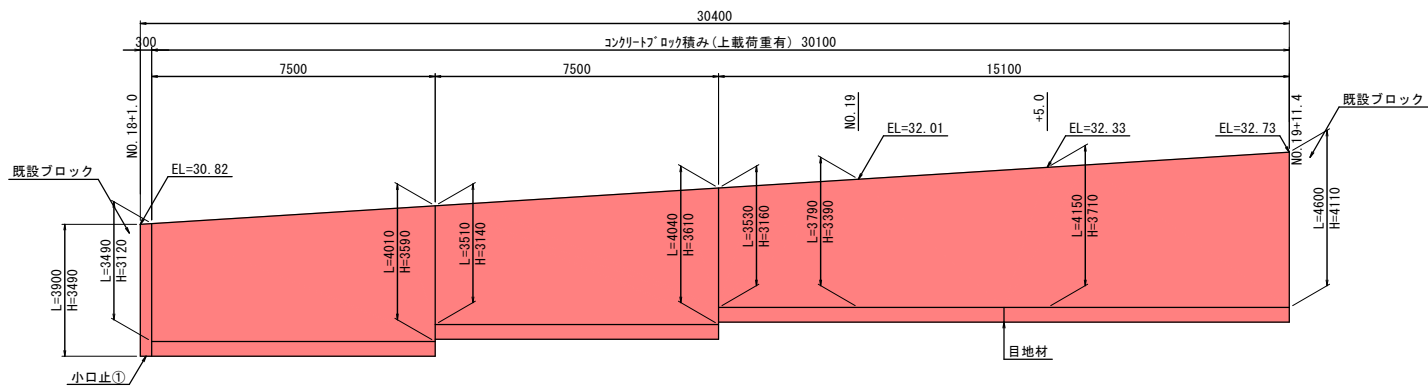 30400
300
コンクリートブロック積み(上載荷重有) 30100
7500
7500
15100
NO.18+1.0
NO.19
+5.0
NO.19+11.4
既設ブロック
EL=30.82
EL=32.01
EL=32.33
EL=32.73
既設ブロック
L=3900
H=3490
L=3490
H=3120
L=4010
H=3590
L=3510
H=3140
L=4040
H=3610
L=3530
H=3160
L=3790
H=3390
L=4150
H=3710
L=4600
H=4110
小口止①
目地材